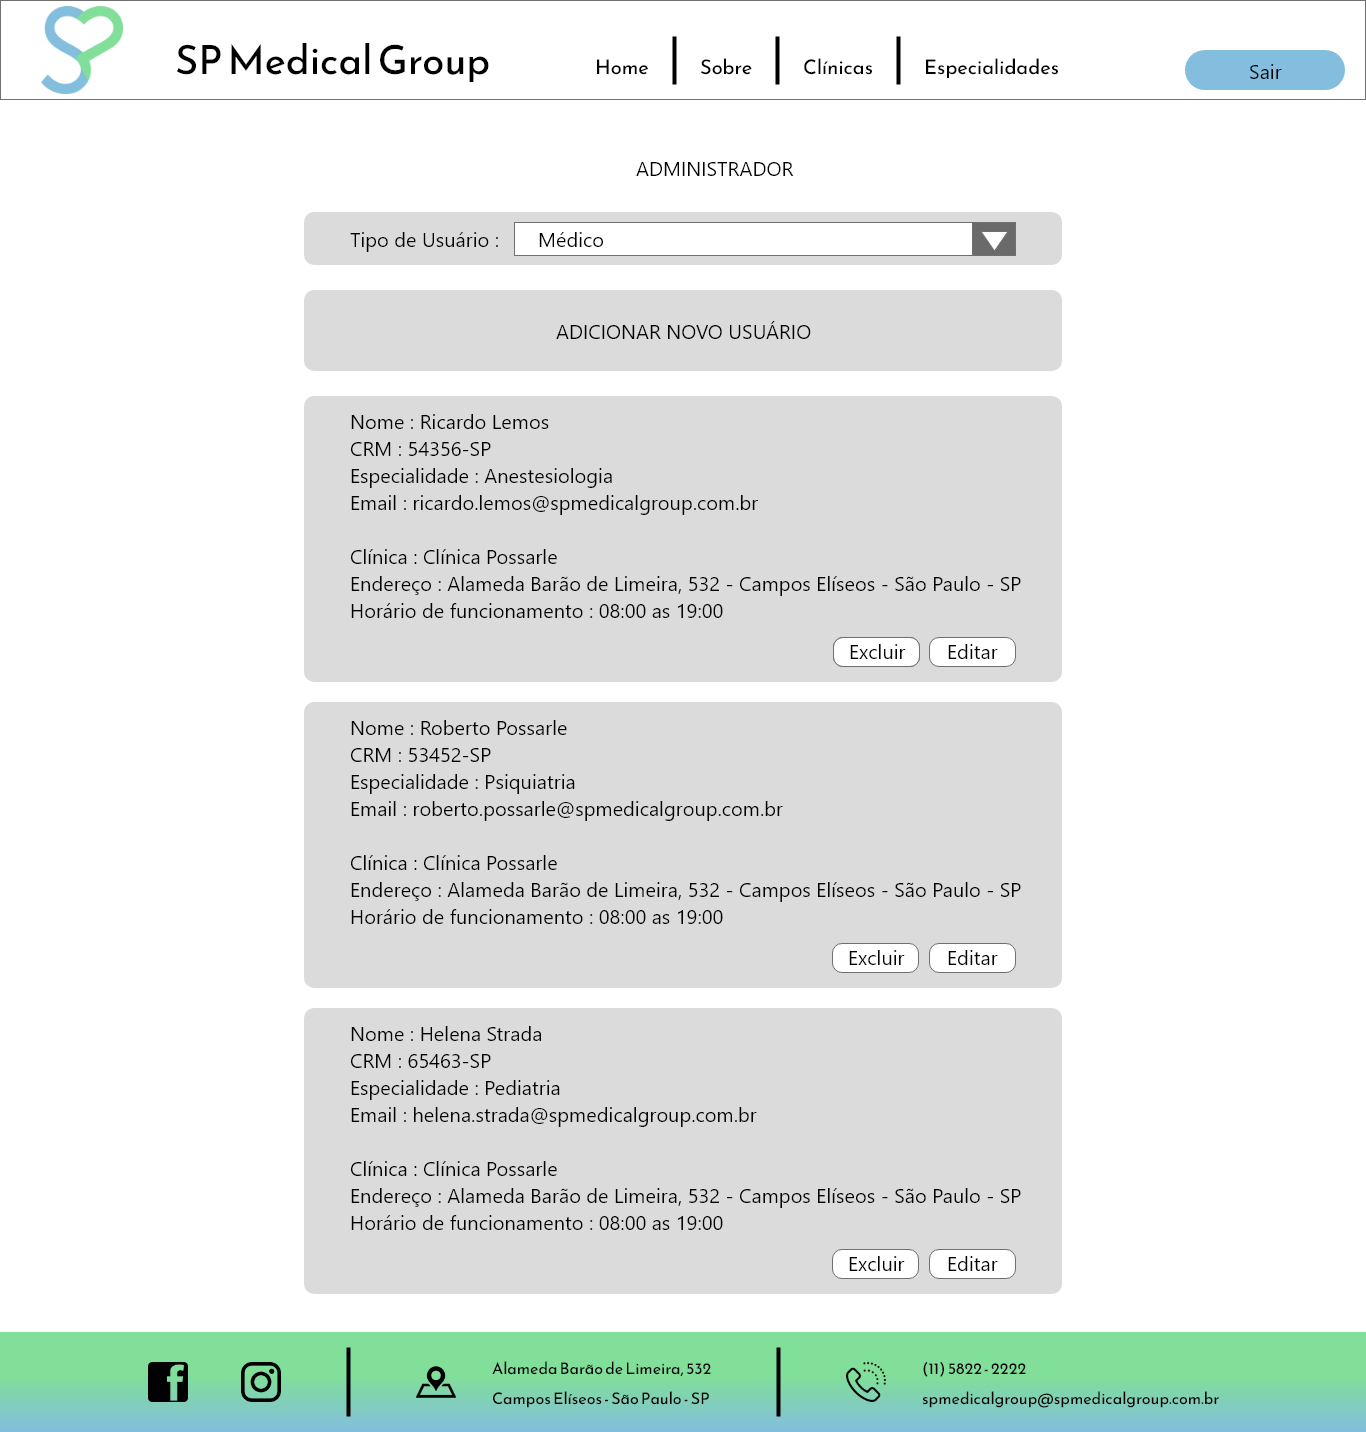 SP Medical Group
Home
Sobre
Clínicas
Especialidades
Sair
ADMINISTRADOR
Tipo de Usuário : Médico
ADICIONAR NOVO USUÁRIO
Nome : Ricardo Lemos
CRM : 54356-SP
Especialidade : Anestesiologia
Email : ricardo.lemos@spmedicalgroup.com.br
Clínica : Clínica Possarle
Endereço : Alameda Barão de Limeira, 532 - Campos Elíseos - São Paulo - SP
Horário de funcionamento : 08:00 as 19:00
Excluir
Editar
Nome : Roberto Possarle
CRM : 53452-SP
Especialidade : Psiquiatria
Email : roberto.possarle@spmedicalgroup.com.br
Clínica : Clínica Possarle
Endereço : Alameda Barão de Limeira, 532 - Campos Elíseos - São Paulo - SP
Horário de funcionamento : 08:00 as 19:00
Excluir
Editar
Nome : Helena Strada
CRM : 65463-SP
Especialidade : Pediatria
Email : helena.strada@spmedicalgroup.com.br
Clínica : Clínica Possarle
Endereço : Alameda Barão de Limeira, 532 - Campos Elíseos - São Paulo - SP
Horário de funcionamento : 08:00 as 19:00
Excluir
Editar
Alameda Barão de Limeira, 532
Campos Elíseos - São Paulo - SP
(11) 5822 - 2222
spmedicalgroup@spmedicalgroup.com.br